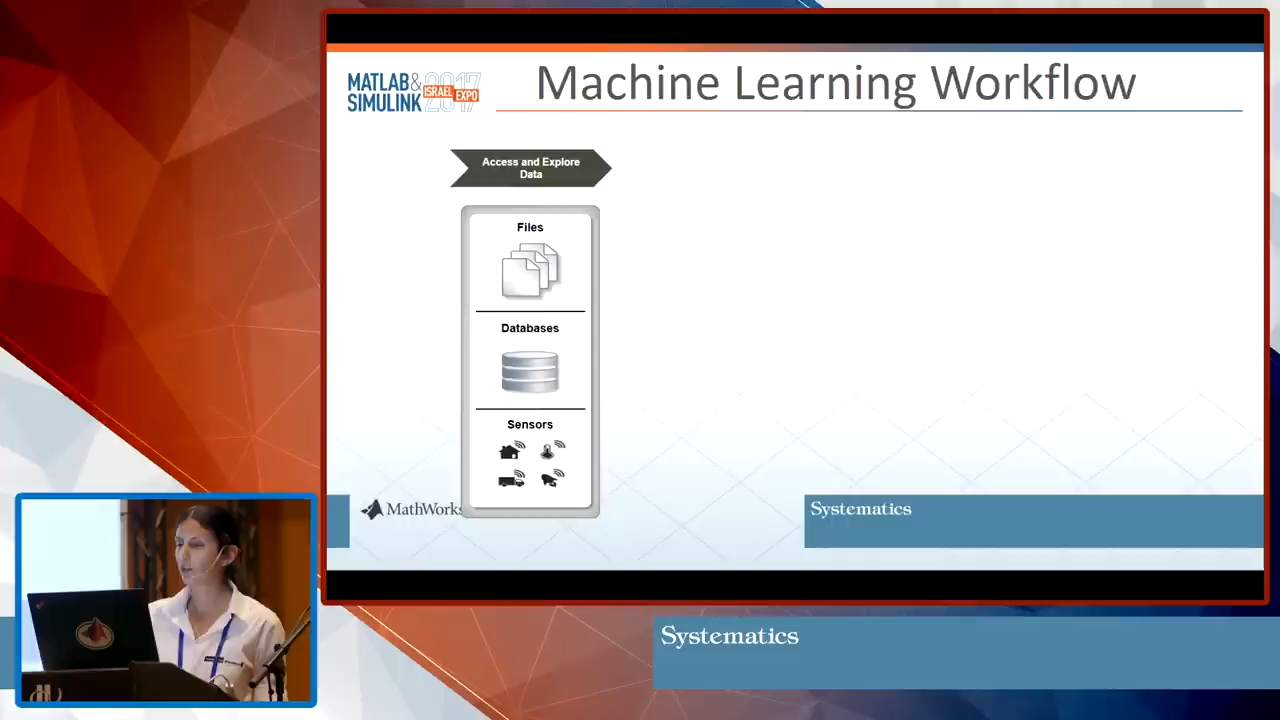 MATLAB&
SIMULINK
2017
ISRAEL
EXPO
Machine Learning Workflow
Access and Explore
Data
Files
Databases
Sensors
MathWorks
Systematics
Systematics